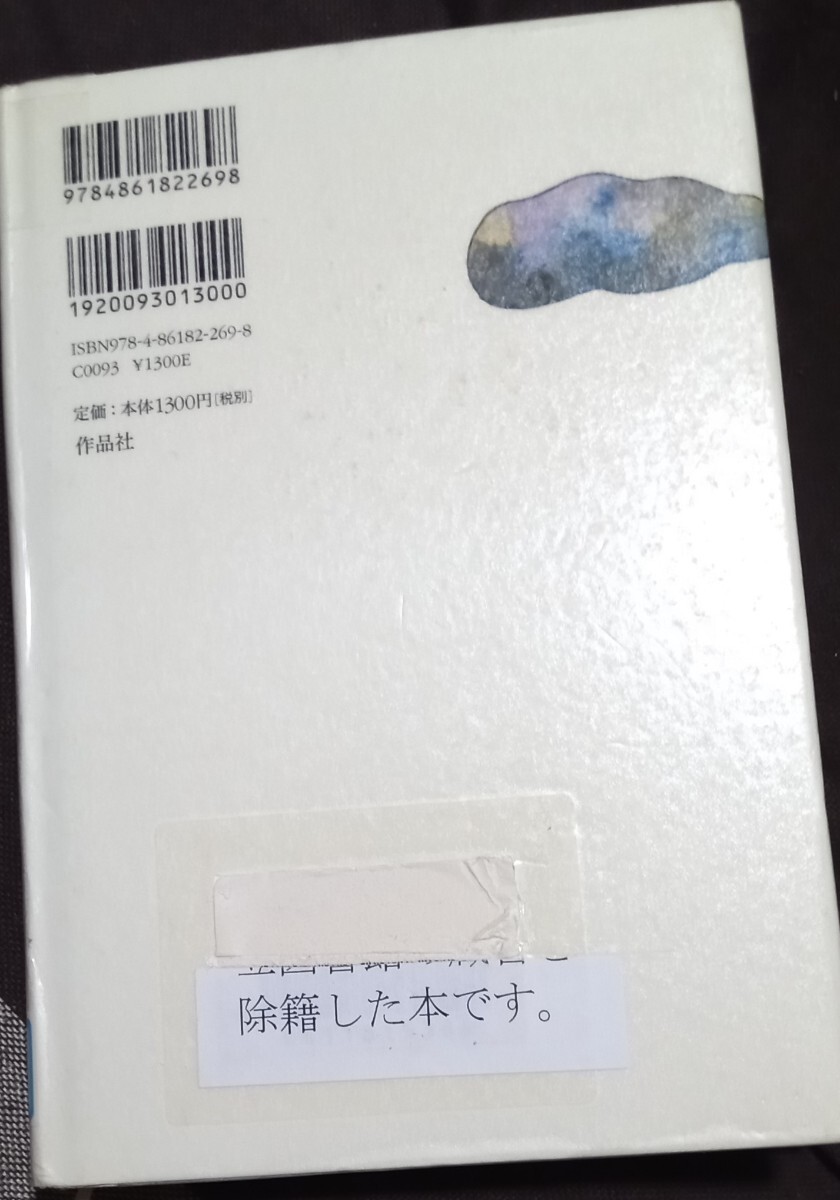 9784861822698
1920093013000
ISBN978-4-86182-269-8
C0093 ¥1300E
定価：本体1300円[税別]
作品社
除籍した本です。